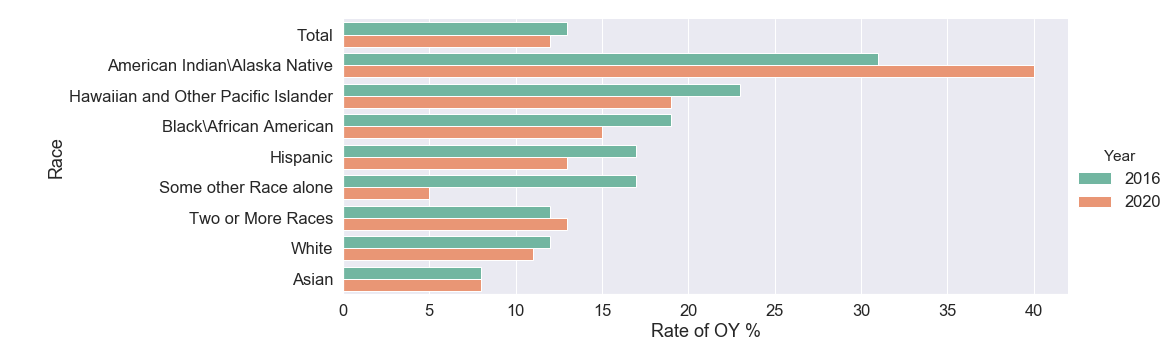 Race
Total
American Indian\Alaska Native
Hawaiian and Other Pacific Islander
Black\African American
Hispanic
Some other Race alone
Two or More Races
White
Asian
0 5 10 15 20 25 30 35 40
Rate of OY %
Year
2016
2020